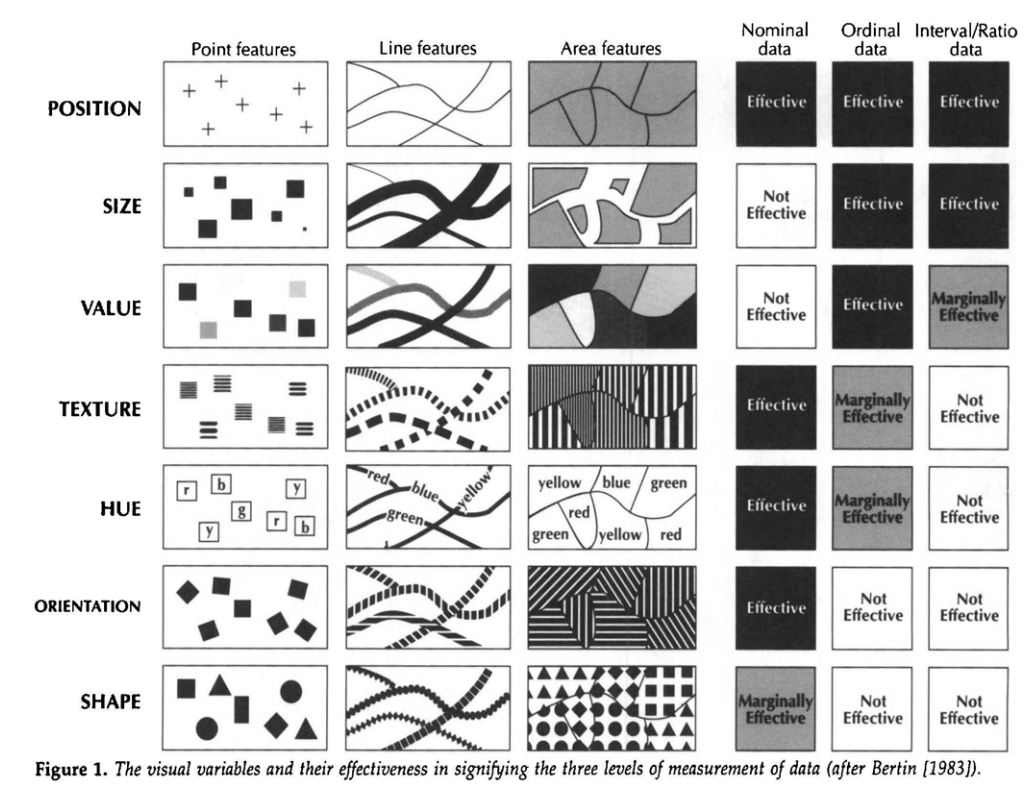 Point features Line features Area features Nominal data Ordinal data Interval/Ratio data
POSITION Effective Effective Effective
SIZE Not Effective Effective Effective
VALUE Not Effective Effective Marginally Effective
TEXTURE Effective Marginally Effective Not Effective
HUE
r b y
g
y r b
red blue yellow
green
yellow blue green
red
green yellow red
Effective Marginally Effective Not Effective
ORIENTATION Effective Not Effective Not Effective
SHAPE Marginally Effective Not Effective Not Effective
Figure 1. The visual variables and their effectiveness in signifying the three levels of measurement of data (after Bertin [1983]).